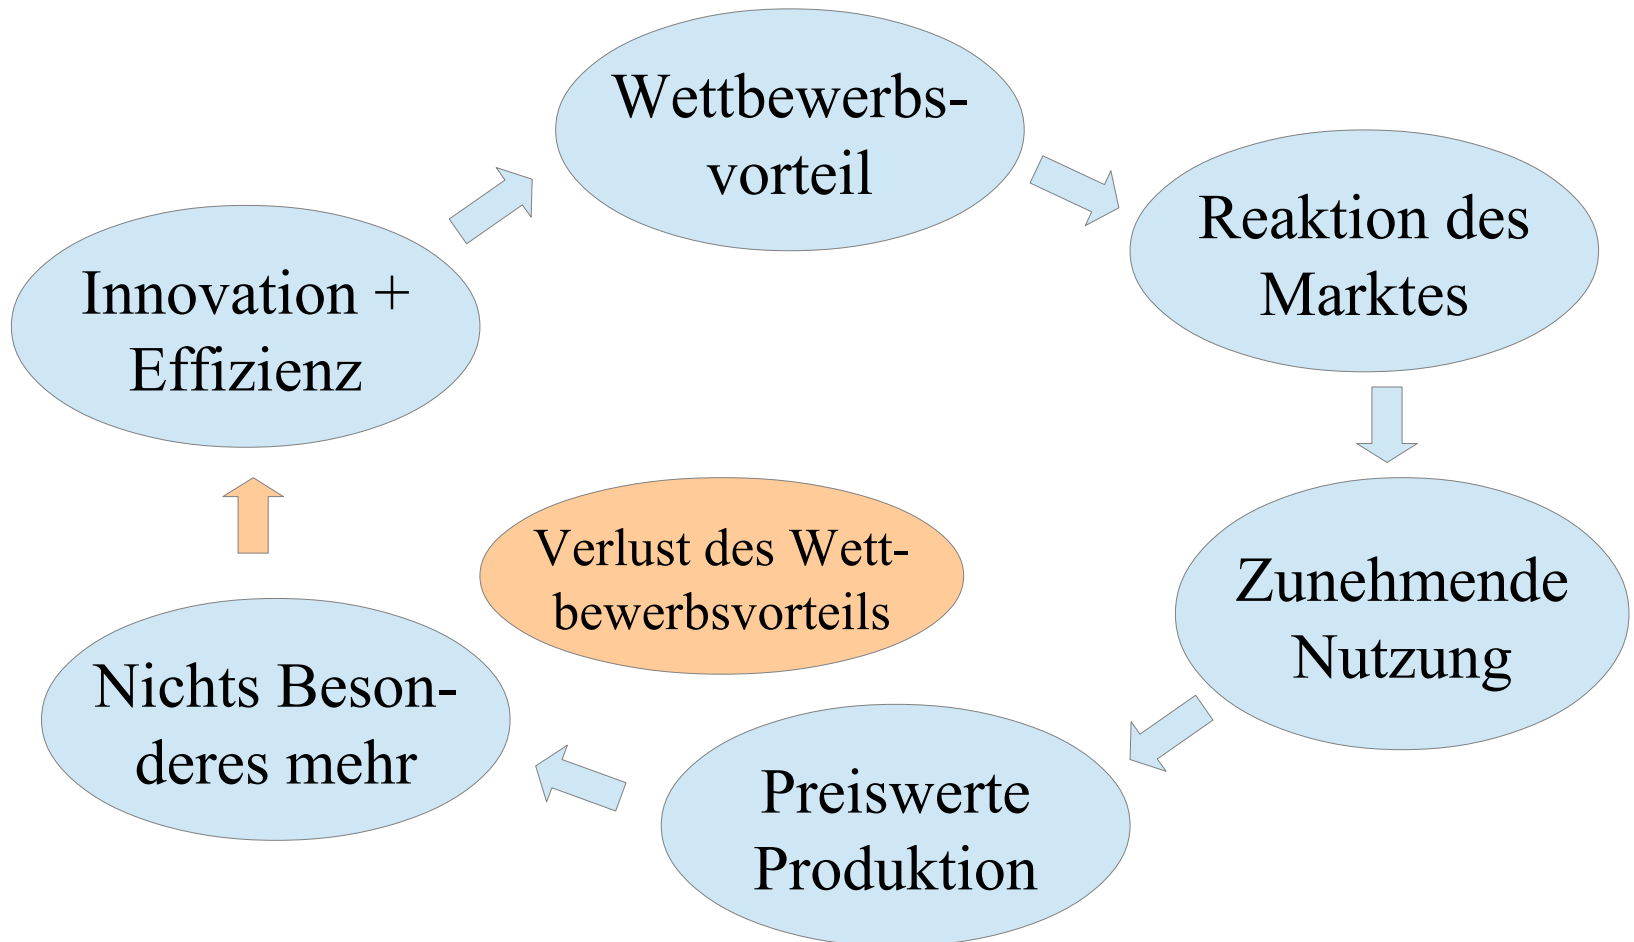 Wettbewerbs-
vorteil
Reaktion des
Marktes
Innovation +
Effizienz
Verlust des Wett-
bewerbsvorteils
Zunehmende
Nutzung
Nichts Beson-
deres mehr
Preiswerte
Produktion